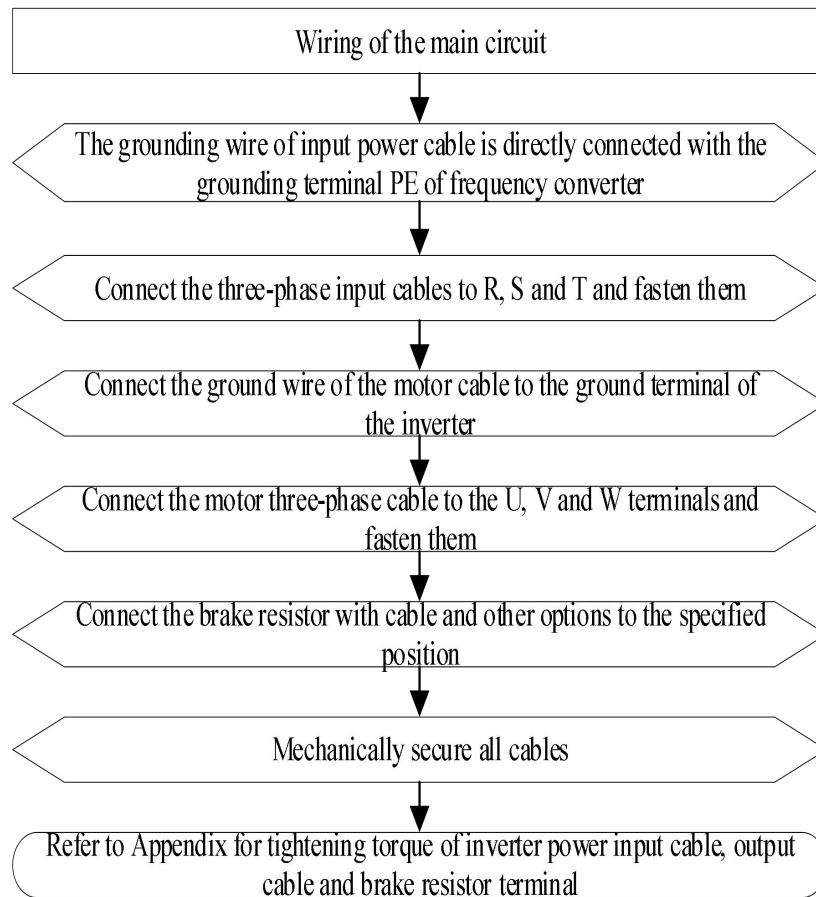 Wiring of the main circuit
The grounding wire of input power cable is directly connected with the
grounding terminal PE of frequency converter
Connect the three-phase input cables to R, S and T and fasten them
Connect the ground wire of the motor cable to the ground terminal of
the inverter
Connect the motor three-phase cable to the U, V and W terminals and
fasten them
Connect the brake resistor with cable and other options to the specified
position
Mechanically secure all cables
Refer to Appendix for tightening torque of inverter power input cable, output
cable and brake resistor terminal